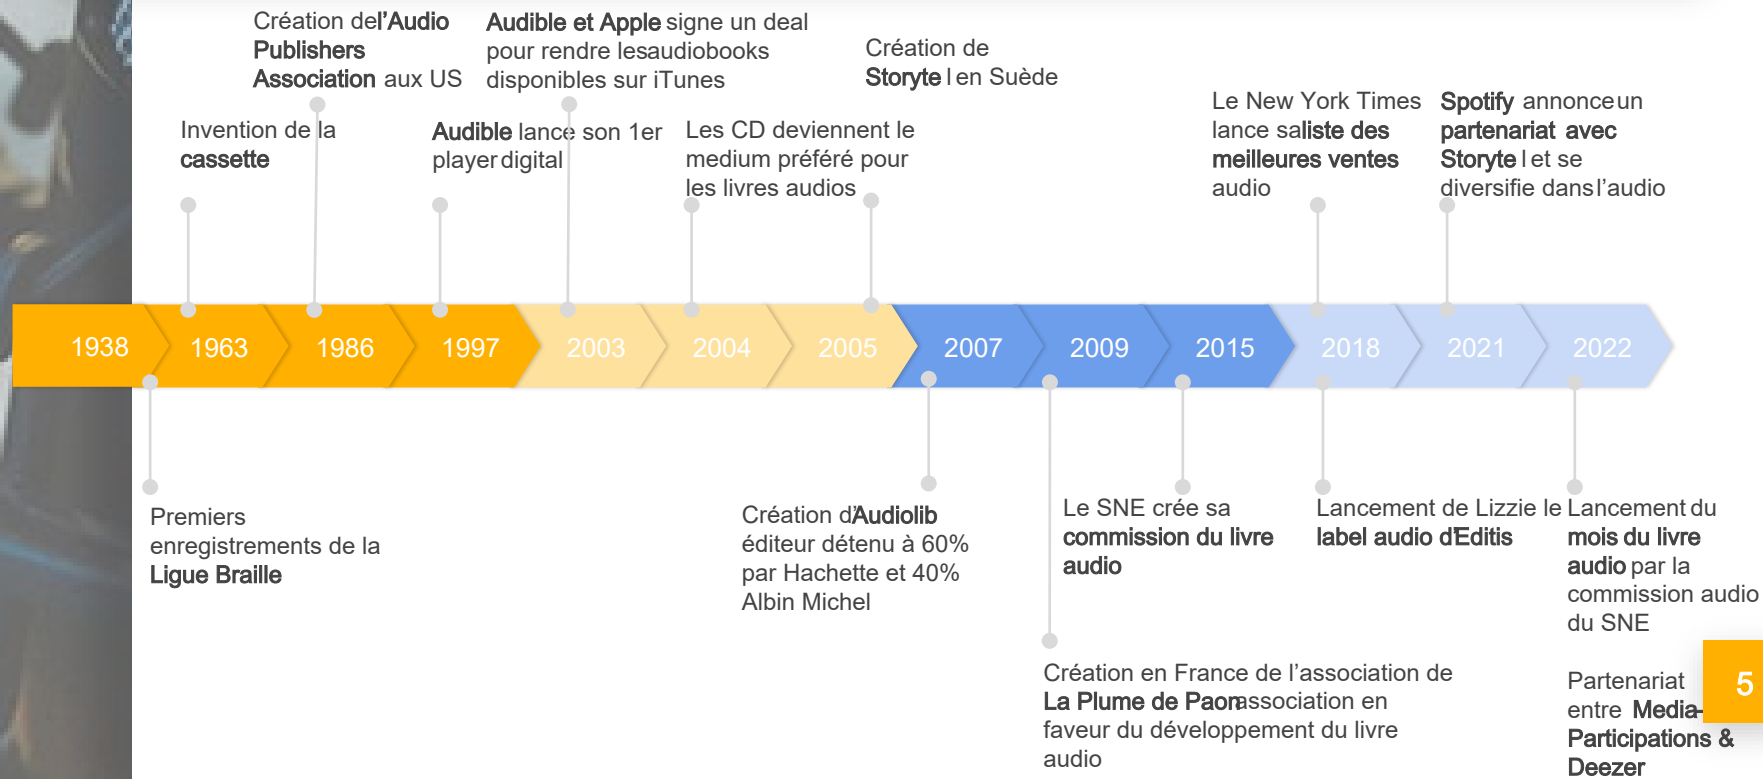 Création del'Audio
Publishers
Association aux US
Audible et Apple signe un deal
pour rendre lesaudiobooks
disponibles sur iTunes
Création de
Storyte l en Suède
Invention de la
cassette
Audible lance son 1er
player digital
Les CD deviennent le
medium préféré pour
les livres audios
Le New York Times
lance saliste des
meilleures ventes
audio
Spotify annonce un
partenariat avec
Storyte l et se
diversifie dans l'audio
1938 1963 1986 1997 2003 2004 2005 2007 2009 2015 2018 2021 2022
Premiers
enregistrements de la
Ligue Braille
Création d'Audiolib
éditeur détenu à 60%
par Hachette et 40%
Albin Michel
Création en France de l'association de
La Plume de Paon association en
faveur du développement du livre
audio
Le SNE crée sa
commission du livre
audio
Lancement de Lizzie le
label audio d'Editis
Lancement du
mois du livre
audio par la
commission audio
du SNE
Partenariat
entre Media-
Participations &
Deezer
5